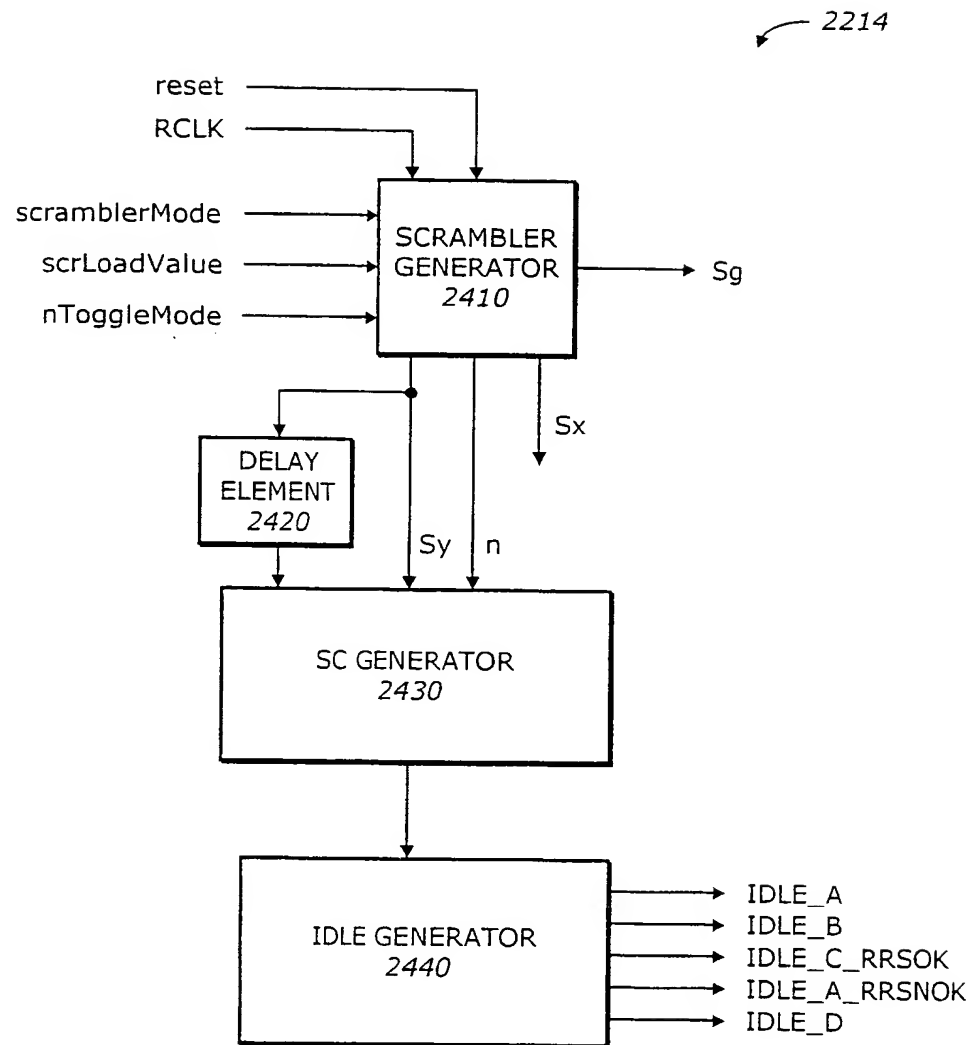 2214
reset
RCLK
scramblerMode
scrLoadValue
nToggleMode
SCRAMBLER
GENERATOR
2410
Sg
Sx
DELAY
ELEMENT
2420
Sy
n
SC GENERATOR
2430
IDLE GENERATOR
2440
IDLE_A
IDLE_B
IDLE_C_RRSOK
IDLE_A_RRSNOK
IDLE_D